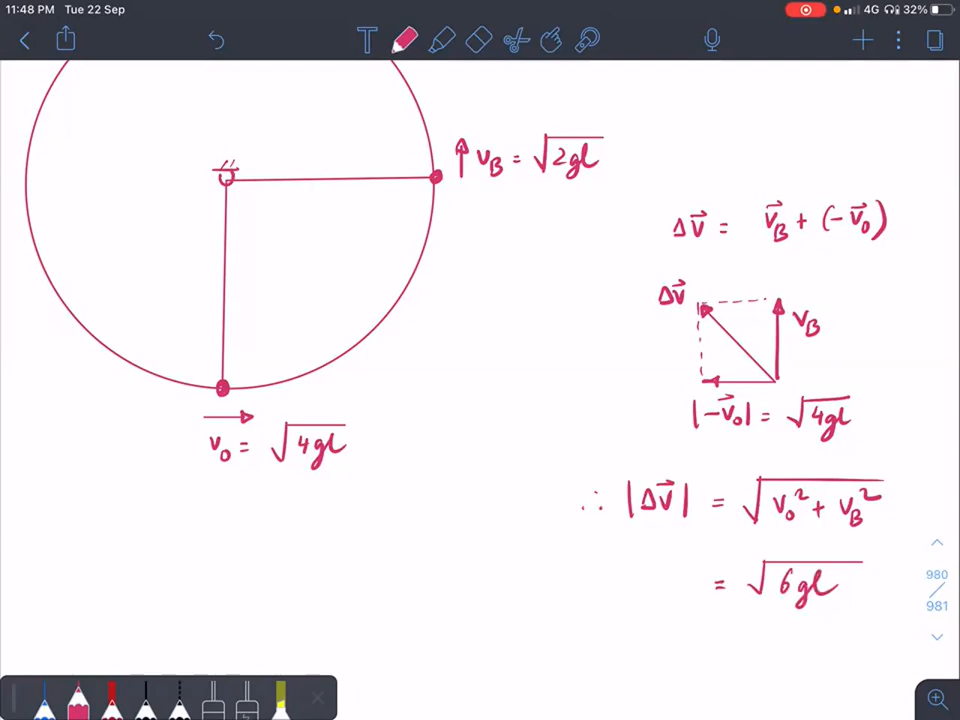 11:48 PM Tue 22 Sep
4G 32%
T
v_B = √2gl
Δv⃗ = v⃗_B + (-v⃗_0)
Δv⃗
v_B
|-v⃗_0| = √4gl
v_0 = √4gl
∴ |Δv⃗| = √v_0² + v_B²
= √6gl
980
981